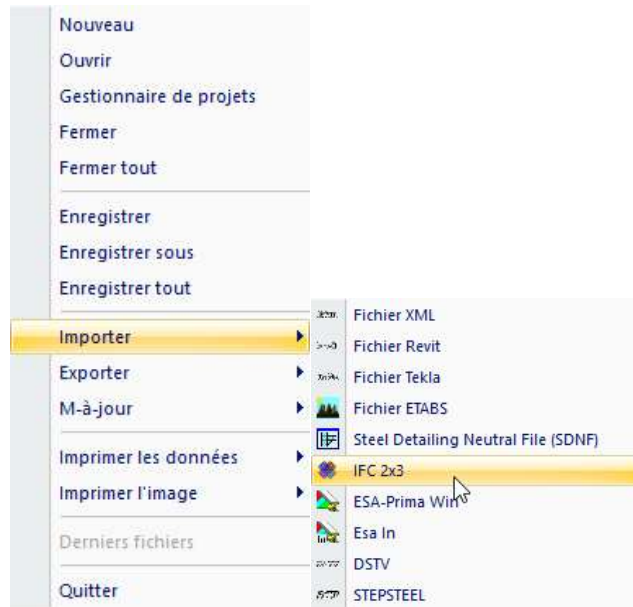 Nouveau
Ouvrir
Gestionnaire de projets
Fermer
Fermer tout
Enregistrer
Enregistrer sous
Enregistrer tout
Importer
Exporter
M-à-jour
Imprimer les données
Imprimer l'image
Derniers fichiers
Quitter
Fichier XML
Fichier Revit
Fichier Tekla
Fichier ETABS
Steel Detailing Neutral File (SDNF)
IFC 2x3
ESA-Prima Win
Esa In
DSTV
STEPSTEEL